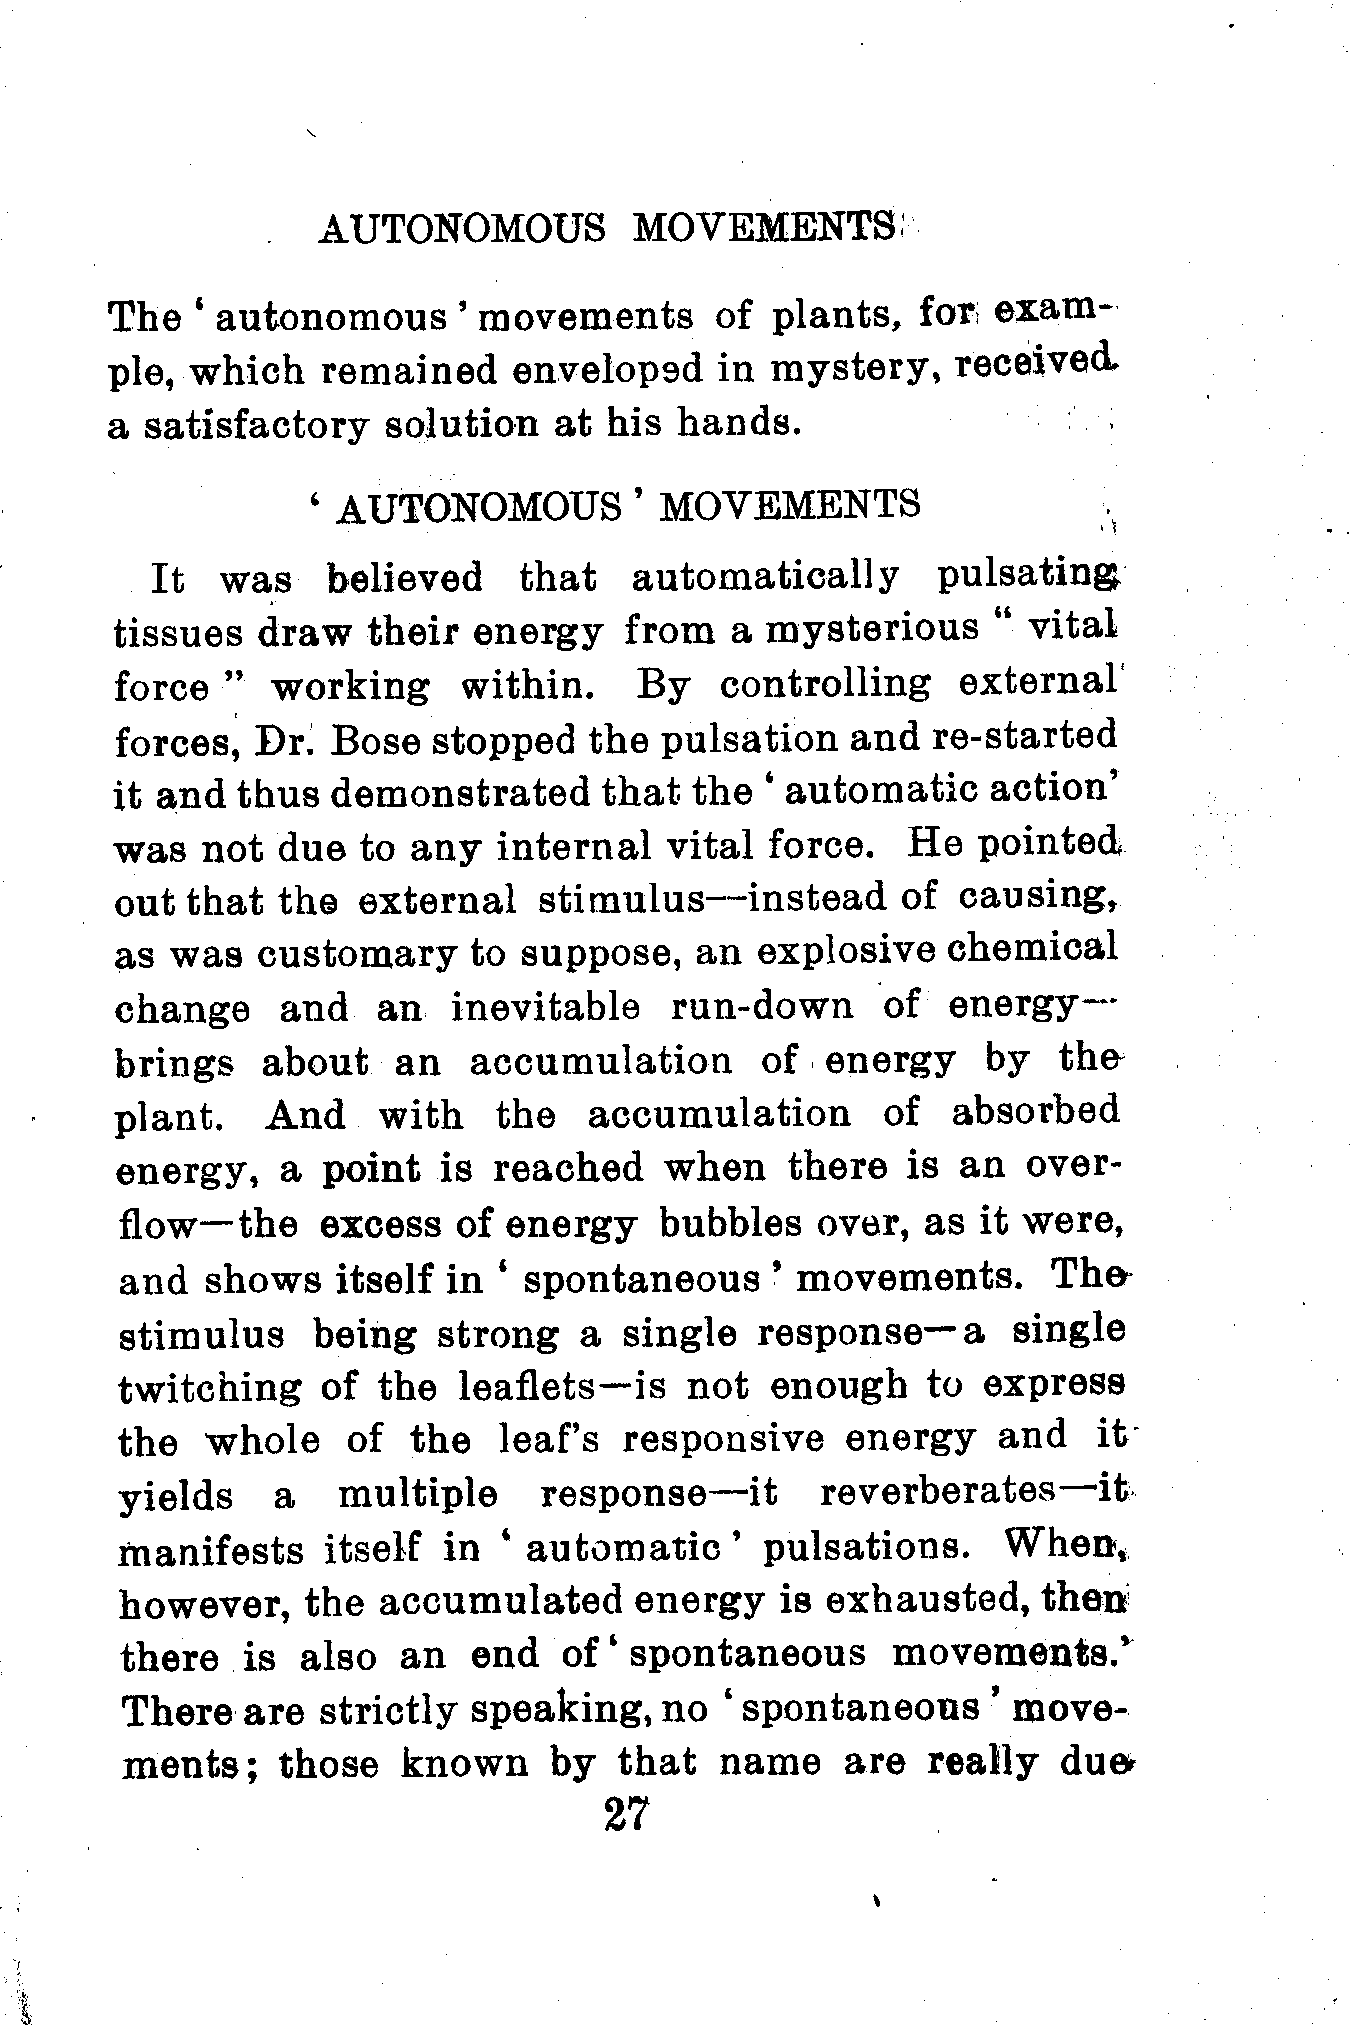 AUTONOMOUS MOVEMENTS
The ‘ autonomous ’ movements of plants, for exam-
ple, which remained enveloped in mystery, received
a satisfactory solution at his hands.
‘ AUTONOMOUS ’ MOVEMENTS
It was believed that automatically pulsating
tissues draw their energy from a mysterious “ vital
force ” working within. By controlling external
forces, Dr. Bose stopped the pulsation and re-started
it and thus demonstrated that the ‘ automatic action’
was not due to any internal vital force. He pointed
out that the external stimulus—instead of causing,
as was customary to suppose, an explosive chemical
change and an inevitable run-down of energy—
brings about an accumulation of energy by the
plant. And with the accumulation of absorbed
energy, a point is reached when there is an over-
flow—the excess of energy bubbles over, as it were,
and shows itself in ‘ spontaneous ’ movements. The
stimulus being strong a single response—a single
twitching of the leaflets—is not enough to express
the whole of the leaf’s responsive energy and it
yields a multiple response—it reverberates—it
manifests itself in ‘ automatic ’ pulsations. When,
however, the accumulated energy is exhausted, then
there is also an end of ‘ spontaneous movements.’
There are strictly speaking, no ‘ spontaneous ’ move-
ments; those known by that name are really due
27